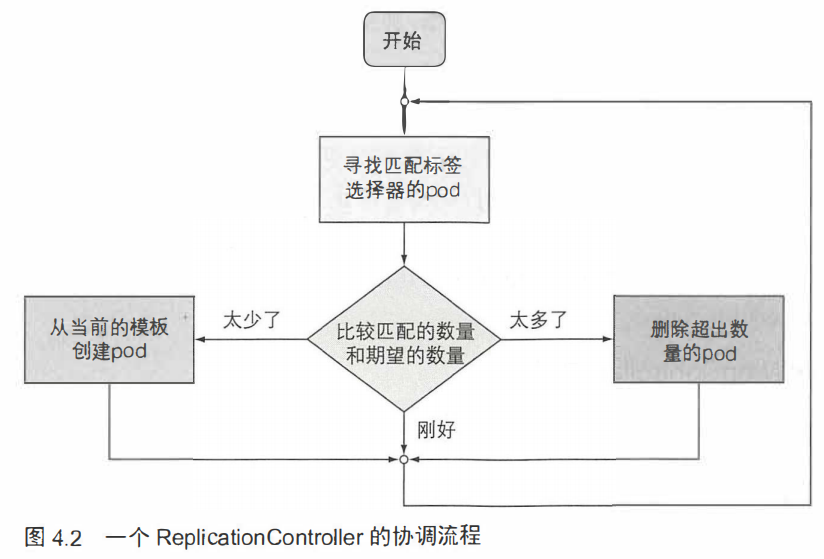 开始
寻找匹配标签
选择器的pod
从当前的模板
创建pod
太少了
比较匹配的数量
和期望的数量
太多了
删除超出数
量的pod
刚好
图 4.2 一个 ReplicationController 的协调流程